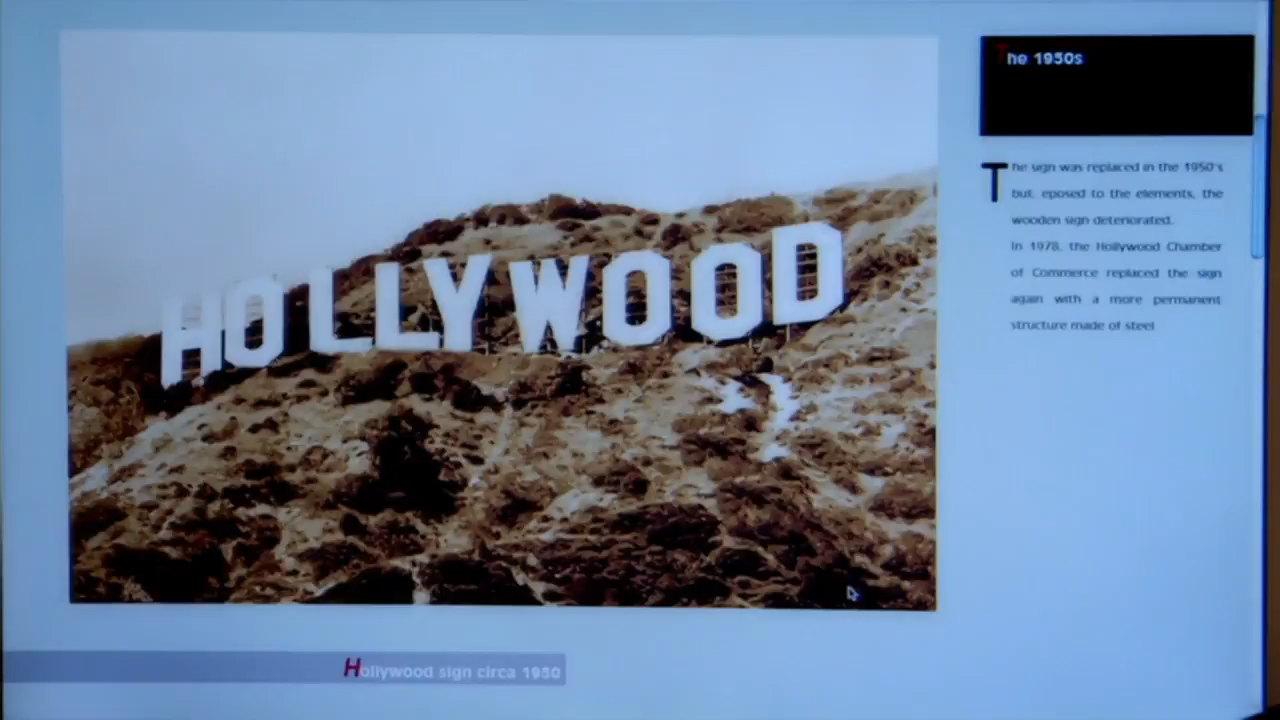 HOLLYWOOD
The 1950s
The sign was replaced in the 1950's
but, eposed to the elements, the
wooden sign deteriorated.
In 1978, the Hollywood Chamber
of Commerce replaced the sign
again with a more permanent
structure made of steel
Hollywood sign circa 1950